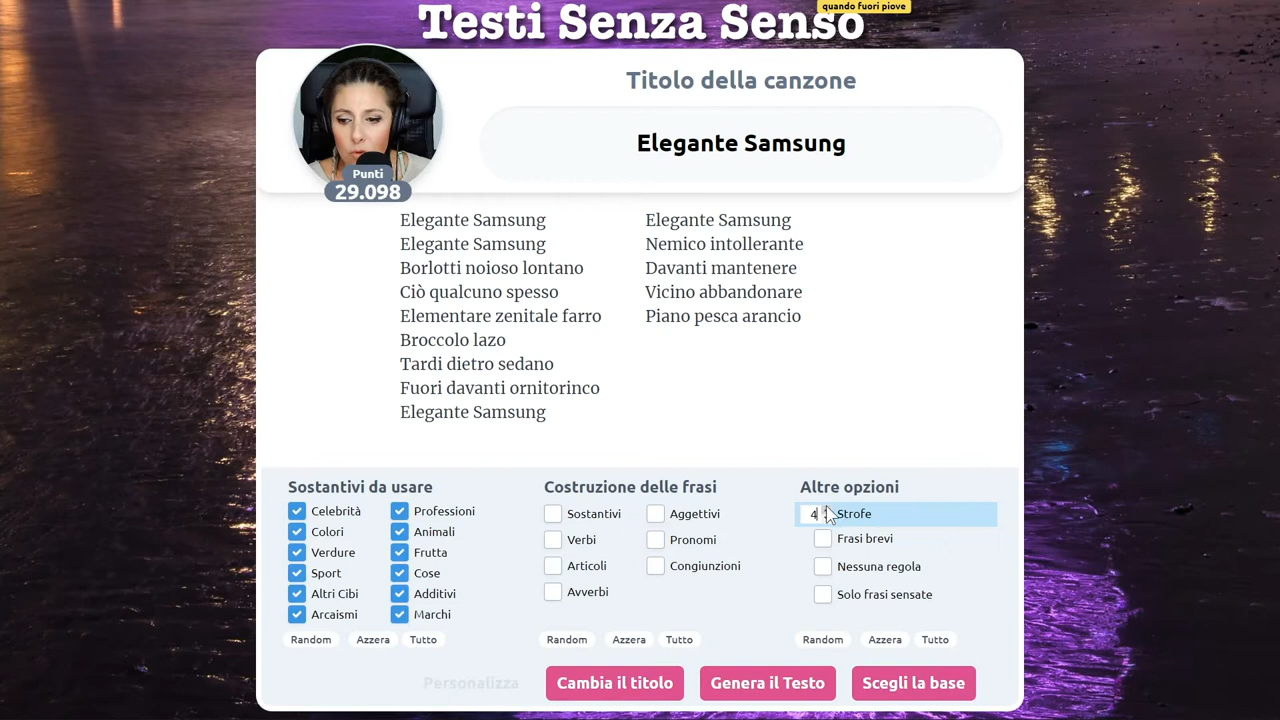 quando fuori piove
Testi Senza Senso
Titolo della canzone
Elegante Samsung
Punti
29.098
Elegante Samsung
Elegante Samsung
Borlotti noioso lontano
Ciò qualcuno spesso
Elementare zenitale farro
Broccolo lazo
Tardi dietro sedano
Fuori davanti ornitorinco
Elegante Samsung
Elegante Samsung
Nemico intollerante
Davanti mantenere
Vicino abbandonare
Piano pesca arancio
Sostantivi da usare
Celebrità
Professioni
Colori
Animali
Verdure
Frutta
Sport
Cose
Altri Cibi
Additivi
Arcaismi
Marchi
Random Azzera Tutto
Costruzione delle frasi
Sostantivi
Aggettivi
Verbi
Pronomi
Articoli
Congiunzioni
Avverbi
Random Azzera Tutto
Altre opzioni
4 Strofe
Frasi brevi
Nessuna regola
Solo frasi sensate
Random Azzera Tutto
Personalizza
Cambia il titolo
Genera il Testo
Scegli la base